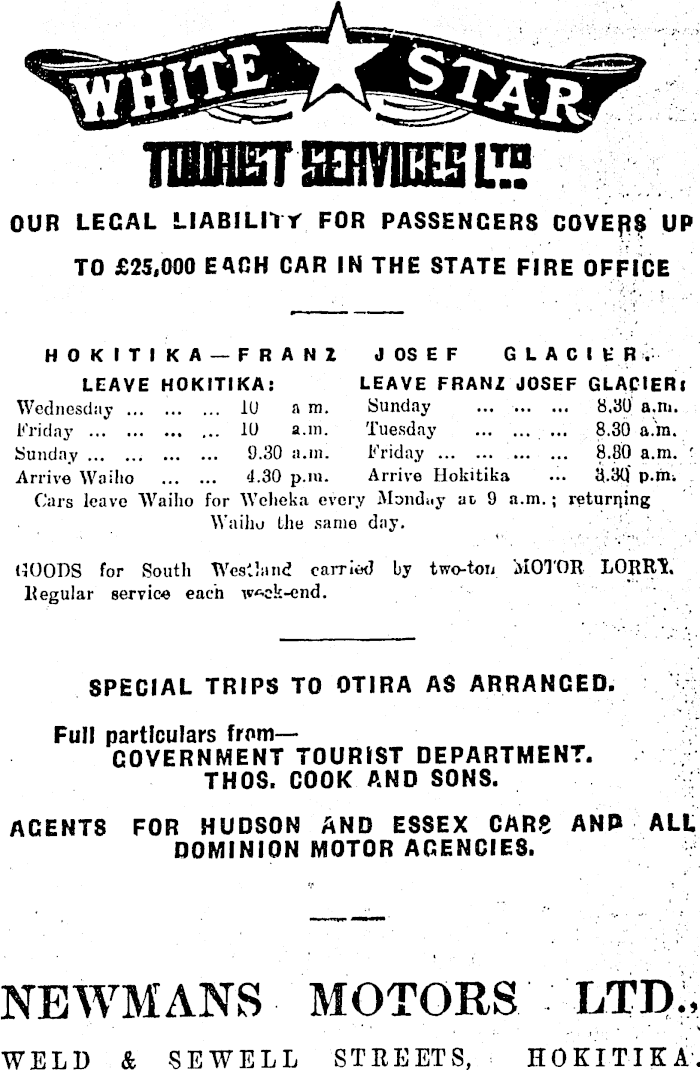 WHITE STAR
TOURIST SERVICES LTD
OUR LEGAL LIABILITY FOR PASSENGERS COVERS UP
TO £25,000 EACH CAR IN THE STATE FIRE OFFICE
HOKITIKA—FRANZ JOSEF GLACIER.
LEAVE HOKITIKA: LEAVE FRANZ JOSEF GLACIER:
Wednesday ... ... ... 10 a m. Sunday ... ... ... 8.30 a.m.
Friday ... ... ... ... 10 a.m. Tuesday ... ... ... 8.30 a.m.
Sunday ... ... ... ... 9.30 a.m. Friday ... ... ... ... 8.30 a.m.
Arrive Waiho ... ... 4.30 p.m. Arrive Hokitika ... 3.30 p.m.
Cars leave Waiho for Weheka every Monday at 9 a.m.; returning
Waiho the same day.
GOODS for South Westland carried by two-ton MOTOR LORRY.
Regular service each week-end.
SPECIAL TRIPS TO OTIRA AS ARRANGED.
Full particulars from—
GOVERNMENT TOURIST DEPARTMENT.
THOS. COOK AND SONS.
AGENTS FOR HUDSON AND ESSEX CARS AND ALL
DOMINION MOTOR AGENCIES.
NEWMANS MOTORS LTD.,
WELD & SEWELL STREETS, HOKITIKA.